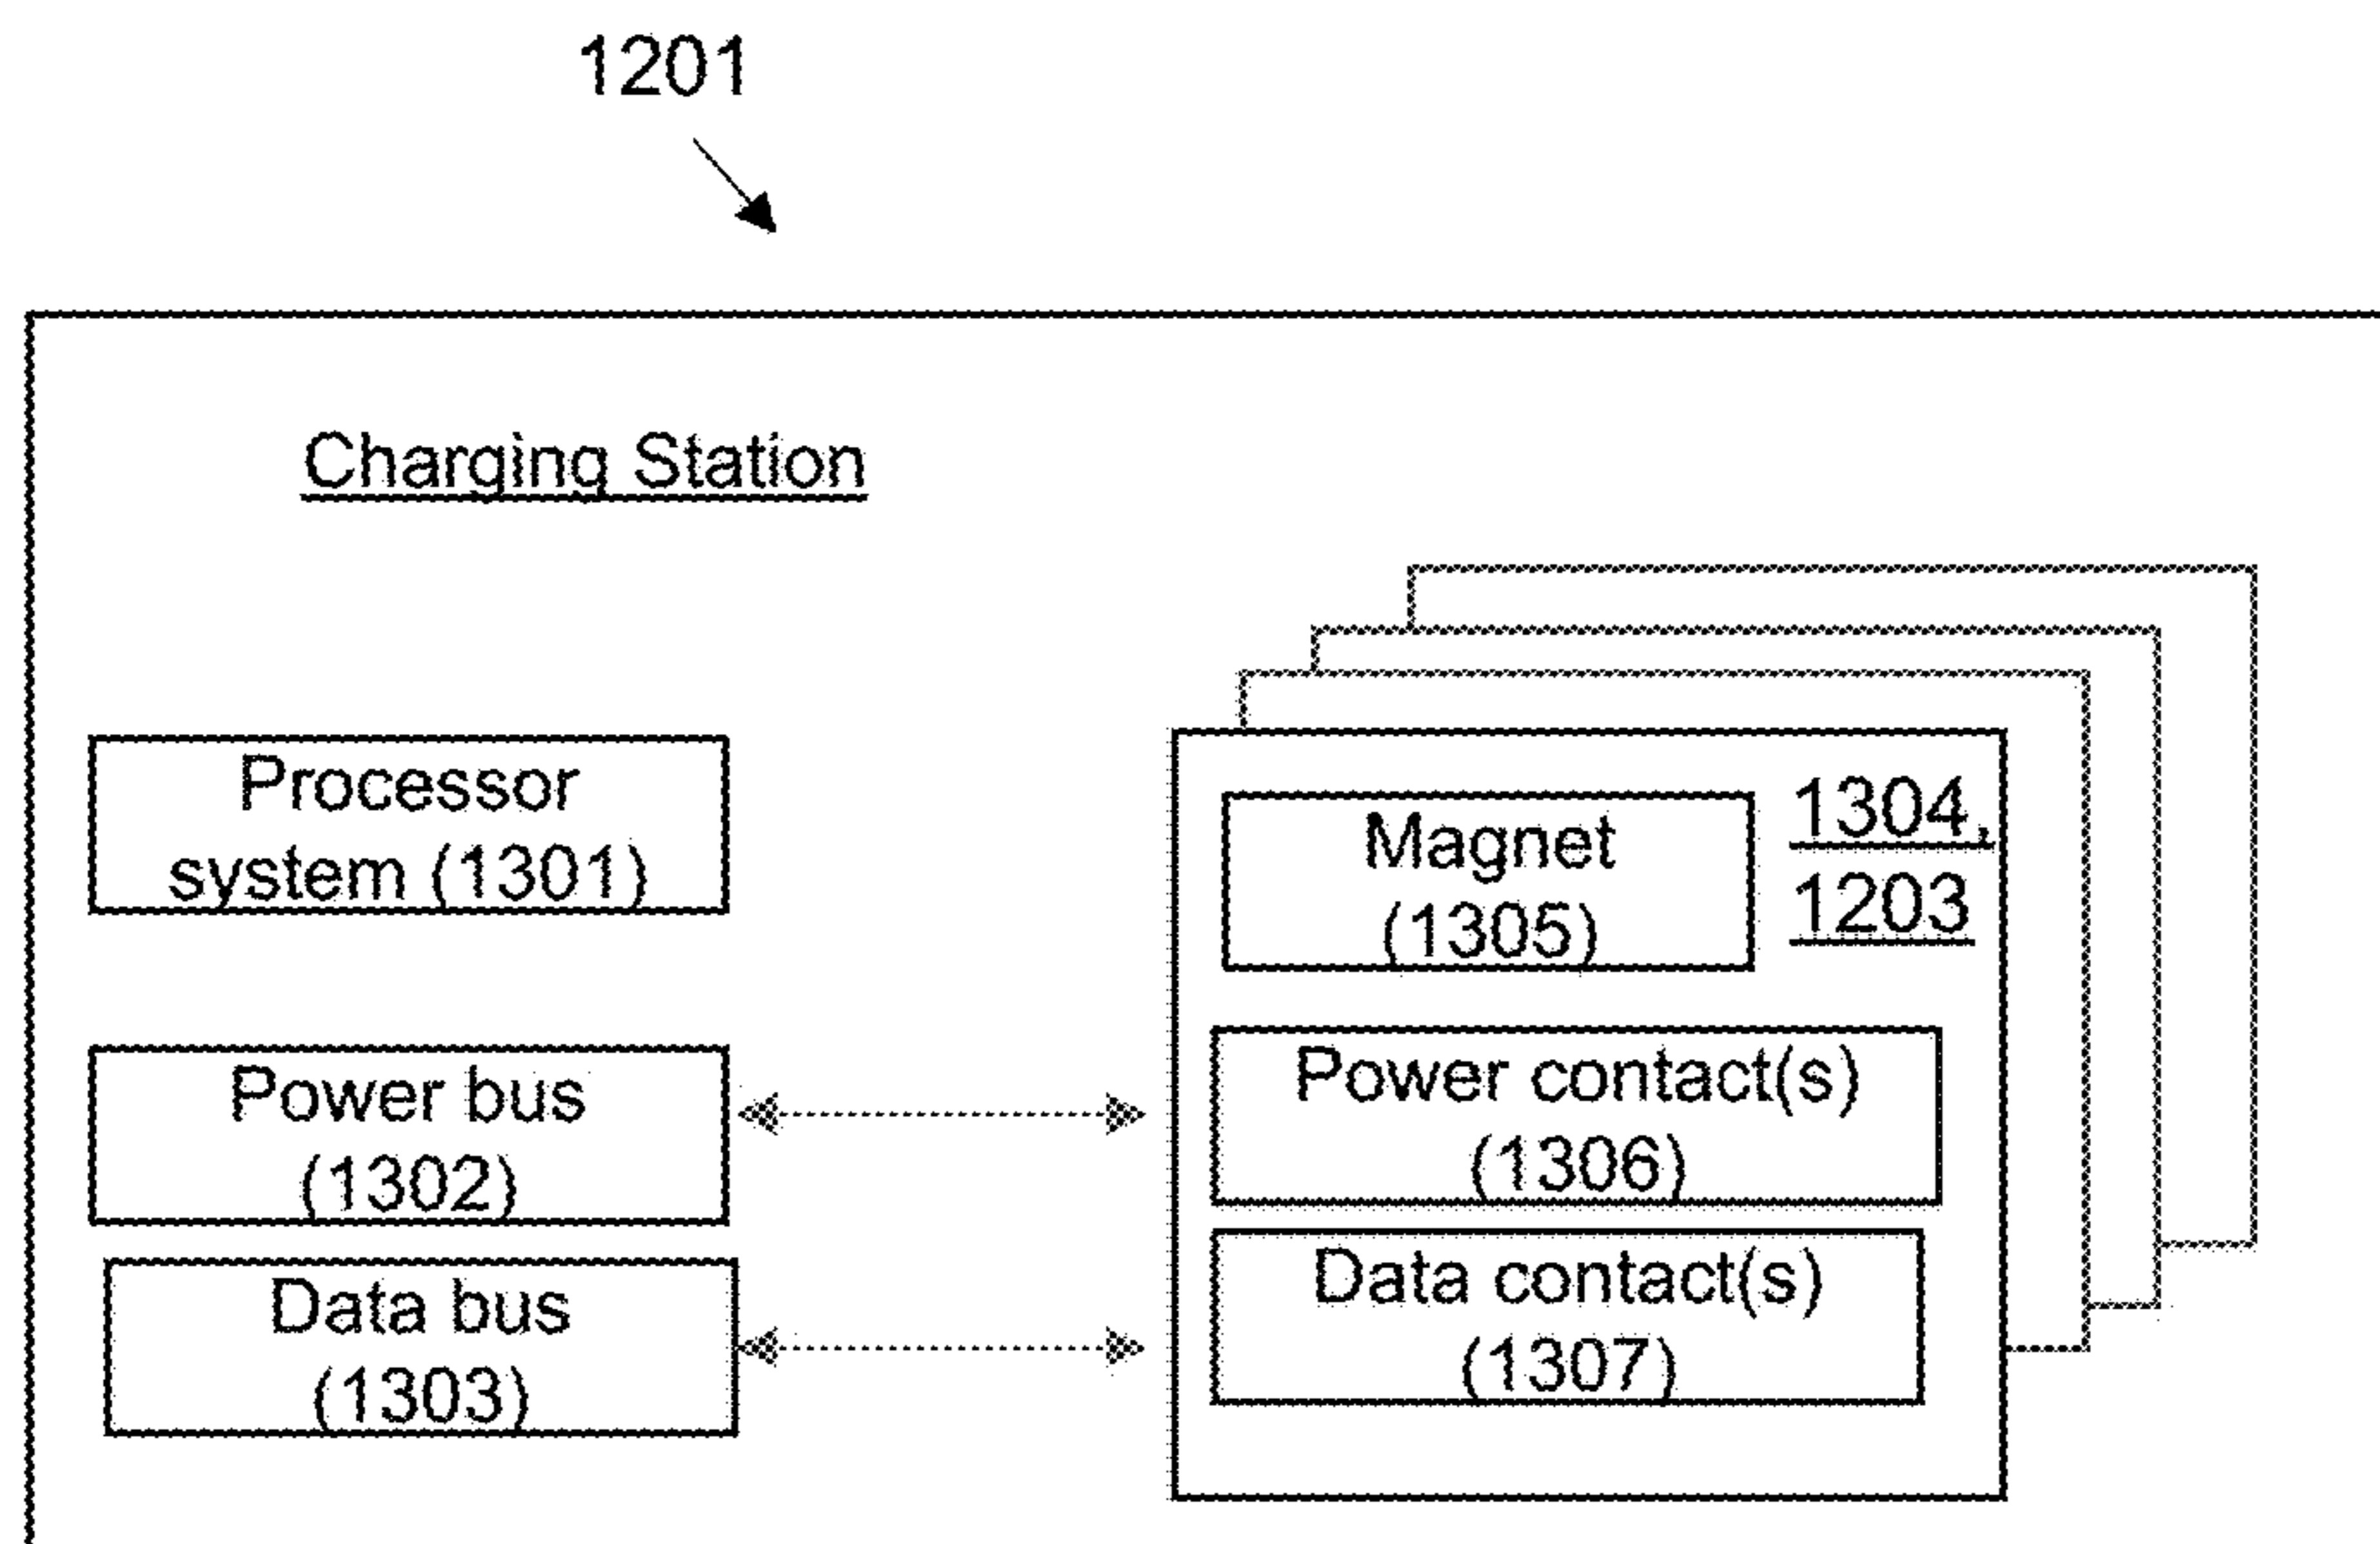 1201
Charging Station
Processor
system (1301)
Power bus
(1302)
Data bus
(1303)
Magnet
(1305)
1304,
1203
Power contact(s)
(1306)
Data contact(s)
(1307)